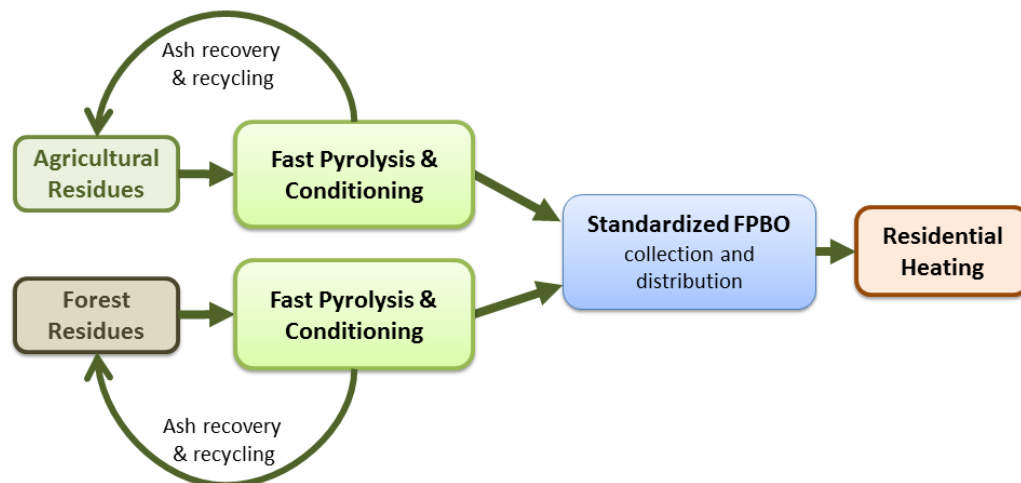 Ash recovery
& recycling
Agricultural
Residues
Fast Pyrolysis &
Conditioning
Forest
Residues
Fast Pyrolysis &
Conditioning
Ash recovery
& recycling
Standardized FPBO
collection and
distribution
Residential
Heating